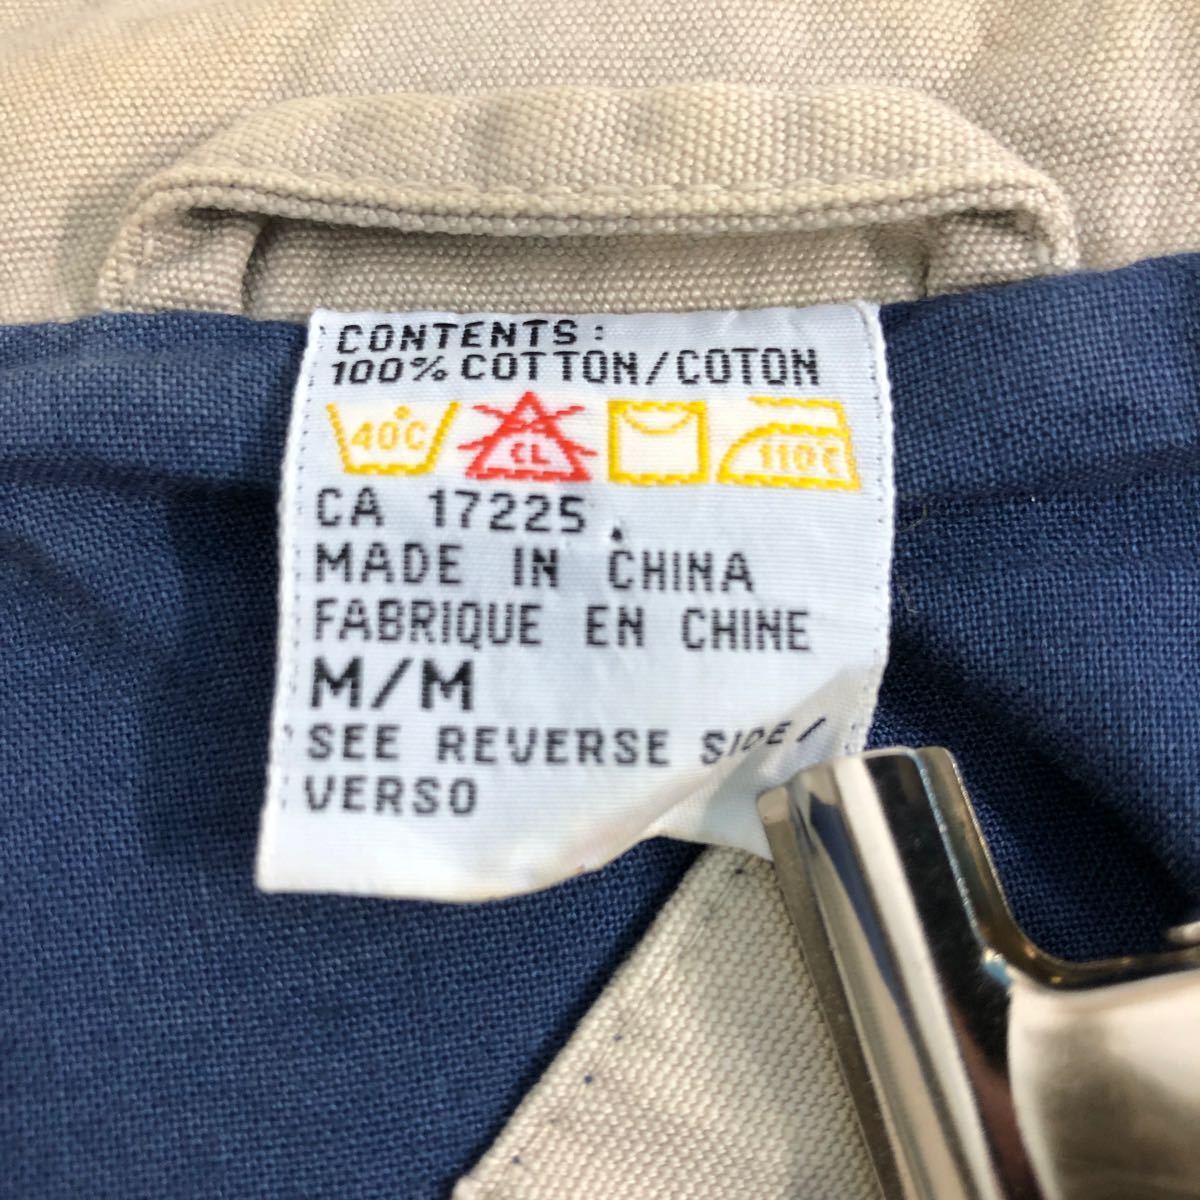 CONTENTS:
100% COTTON/COTON
40°C CL 110°C
CA 17225
MADE IN CHINA
FABRIQUE EN CHINE
M/M
SEE REVERSE SIDE/
VERSO